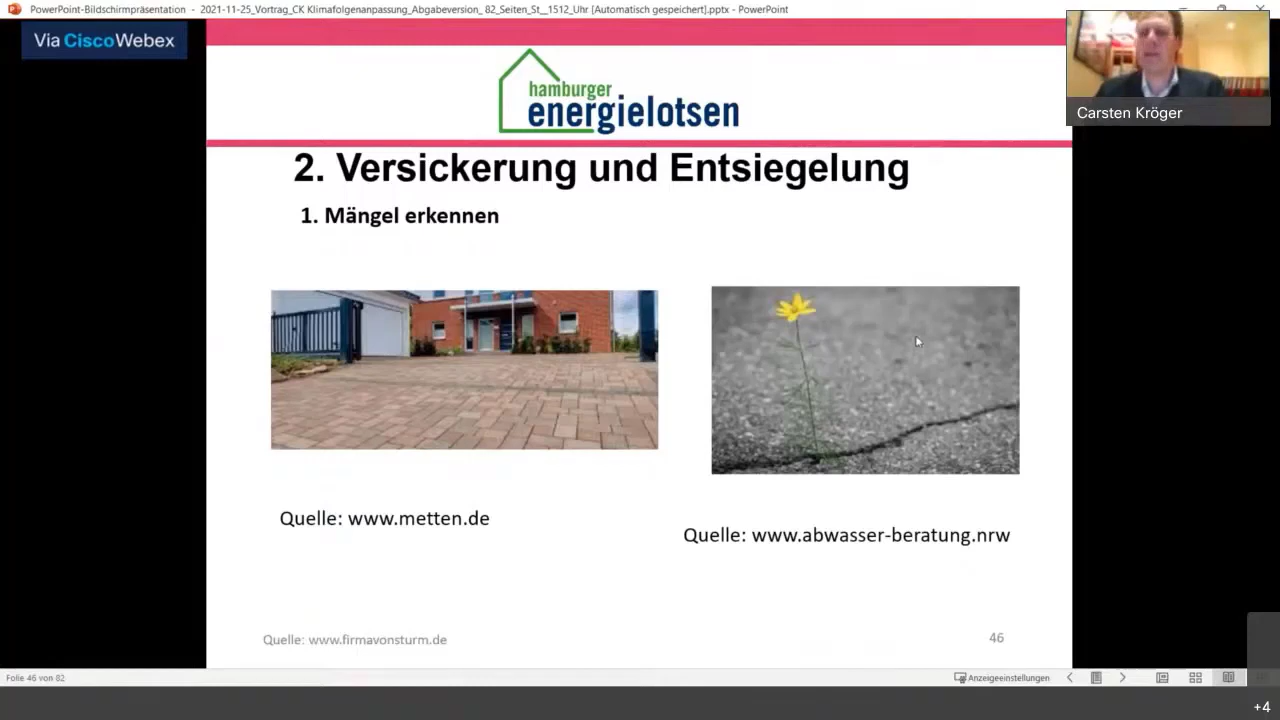 PowerPoint-Bildschirmpräsentation - 2021-11-25_Vortrag_CK Klimafolgenanpassung_Abgabeversion_ 82_Seiten_St__1512_Uhr [Automatisch gespeichert].pptx - PowerPoint
Via CiscoWebex
hamburger
energielotsen
Carsten Kröger
2. Versickerung und Entsiegelung
1. Mängel erkennen
Quelle: www.metten.de
Quelle: www.abwasser-beratung.nrw
Quelle: www.firmavonsturm.de
46
Folie 46 von 82
Anzeigeeinstellungen
+4